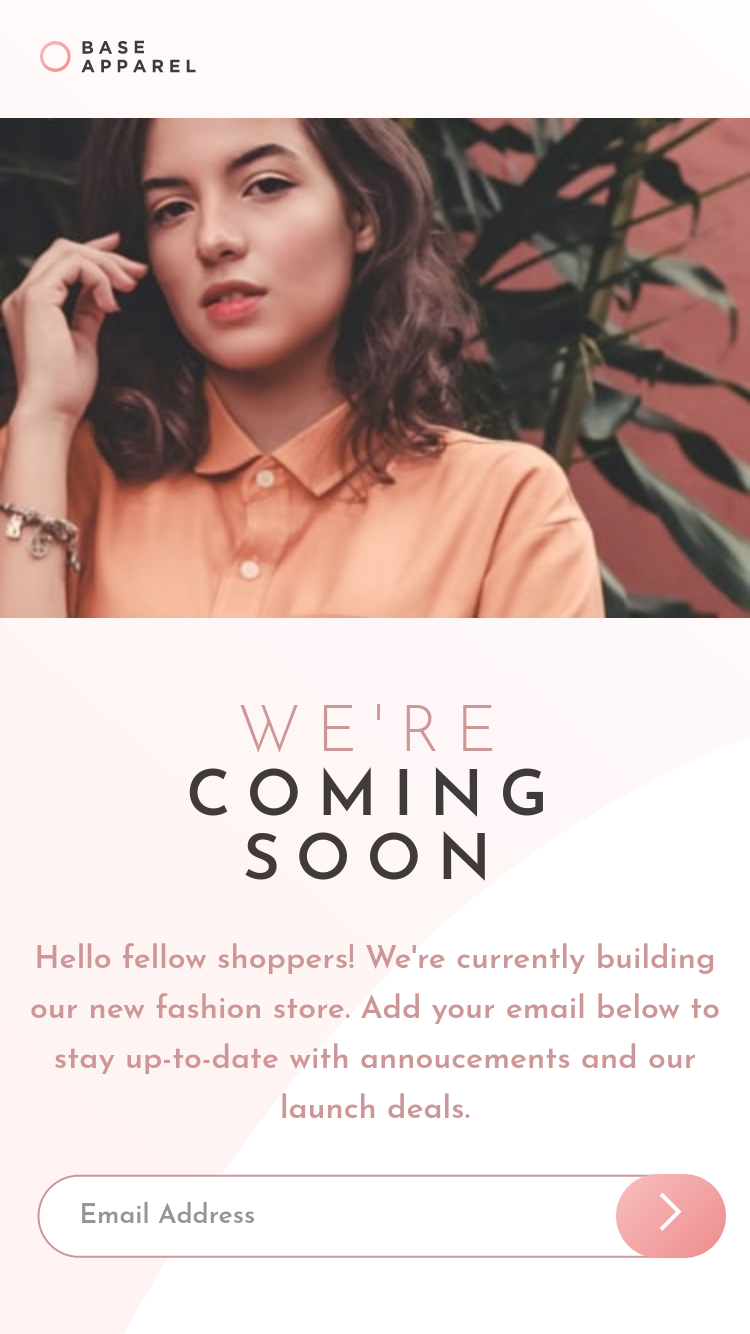 BASE
APPAREL
WE'RE
COMING
SOON
Hello fellow shoppers! We're currently building
our new fashion store. Add your email below to
stay up-to-date with annoucements and our
launch deals.
Email Address